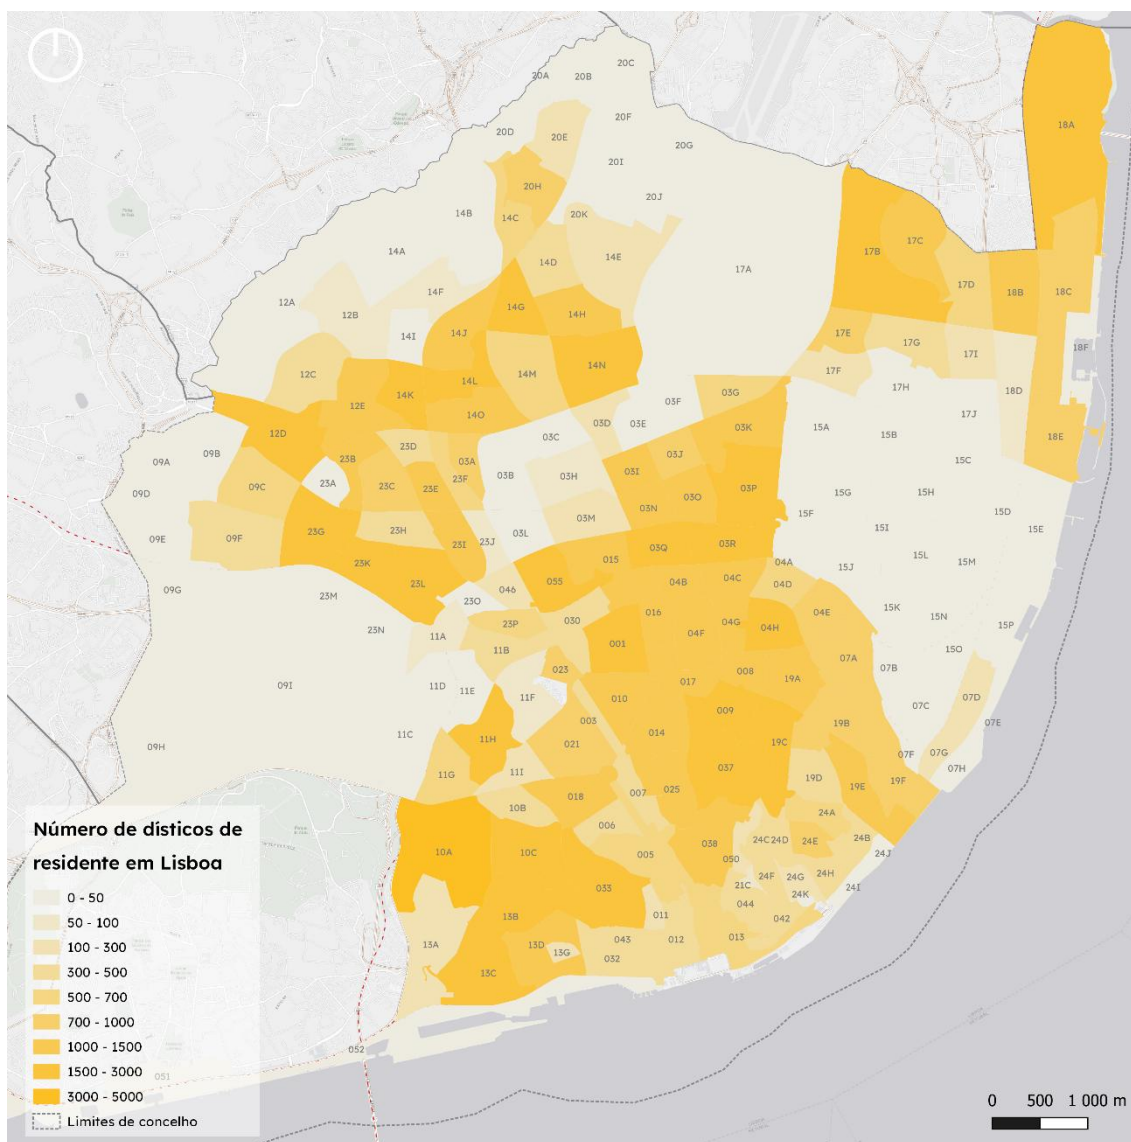 20C
20A
20B
20F
20D
20E
20G
20I
20H
20J
14B
14C
20K
14A
14D
14E
17A
18A
17B
17C
17D
18B
18C
12A
14F
12B
14G
14H
14I
14J
17E
17G
17I
18F
12C
14L
14M
14N
17F
17H
18D
14K
12E
14O
03F
03G
17J
12D
03D
03E
03K
15A
15B
18E
03C
23D
09B
09A
23B
03A
03J
15C
03I
03H
03B
23F
23A
23C
23E
09C
09D
03O
03P
15G
15H
03N
03M
15F
15D
23G
23H
23I
23J
03L
15I
15E
09E
09F
03Q
03R
015
23K
15L
15M
04A
15J
055
04B
04C
04D
23L
046
09G
23M
23O
15K
016
04E
15N
15P
030
23P
04G
04H
04F
23N
11A
001
11B
15O
07A
07B
023
008
19A
017
09I
11D
11E
11F
010
07D
07C
009
003
19B
07E
11C
014
11H
021
19C
09H
07F
07G
037
07H
11G
11I
19D
19F
018
007
025
19E
10B
24A
006
24B
038
24C
24D
24E
10A
10C
005
24J
050
24F
24G
24H
21C
033
24I
24K
044
011
13B
042
13A
13D
043
012
013
13G
032
13C
052
051
Número de dísticos de
residente em Lisboa
0 - 50
50 - 100
100 - 300
300 - 500
500 - 700
700 - 1000
1000 - 1500
1500 - 3000
3000 - 5000
Limites de concelho
0 500 1 000 m